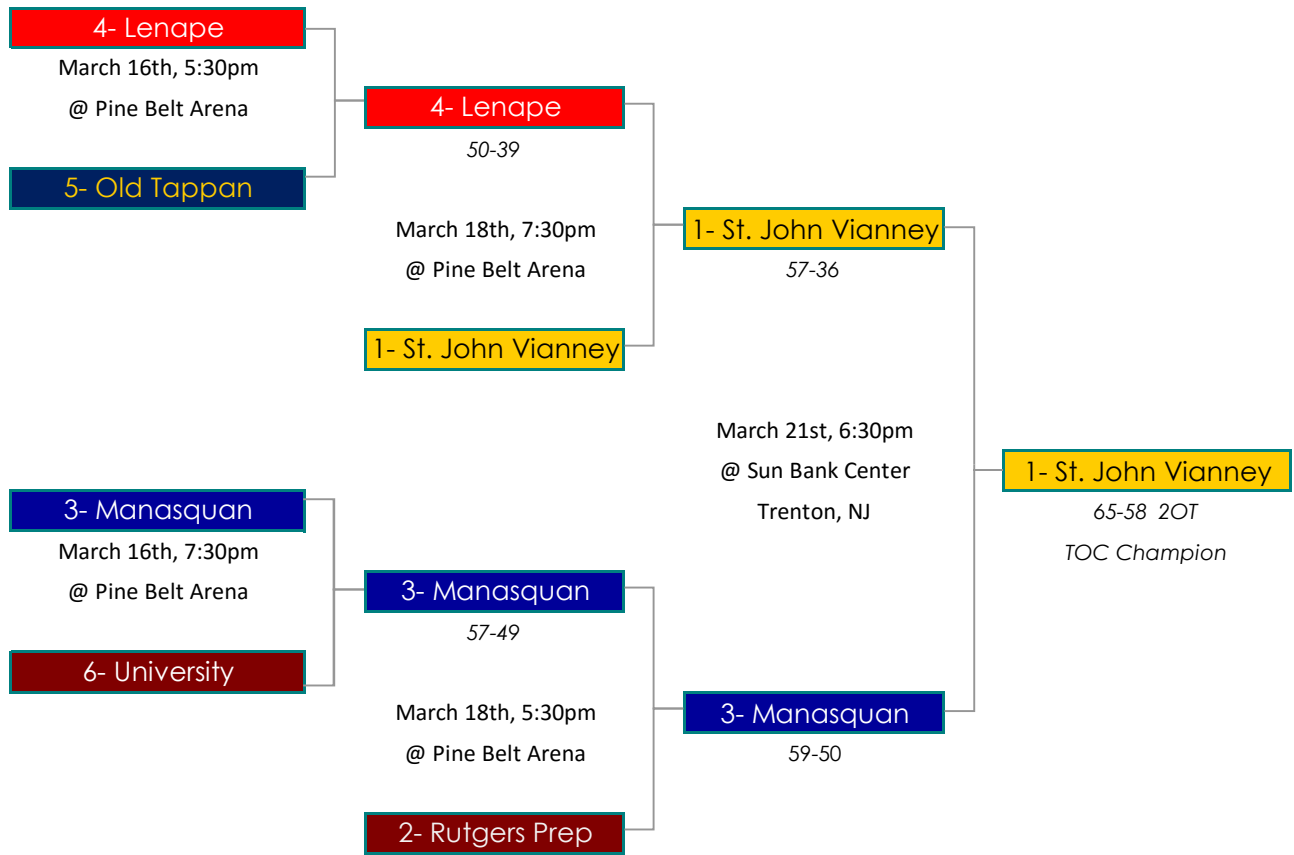 4- Lenape
March 16th, 5:30pm
@ Pine Belt Arena
5- Old Tappan
4- Lenape
50-39
March 18th, 7:30pm
@ Pine Belt Arena
1- St. John Vianney
1- St. John Vianney
57-36
March 21st, 6:30pm
@ Sun Bank Center
Trenton, NJ
1- St. John Vianney
65-58 2OT
TOC Champion
3- Manasquan
March 16th, 7:30pm
@ Pine Belt Arena
6- University
3- Manasquan
57-49
March 18th, 5:30pm
@ Pine Belt Arena
2- Rutgers Prep
3- Manasquan
59-50